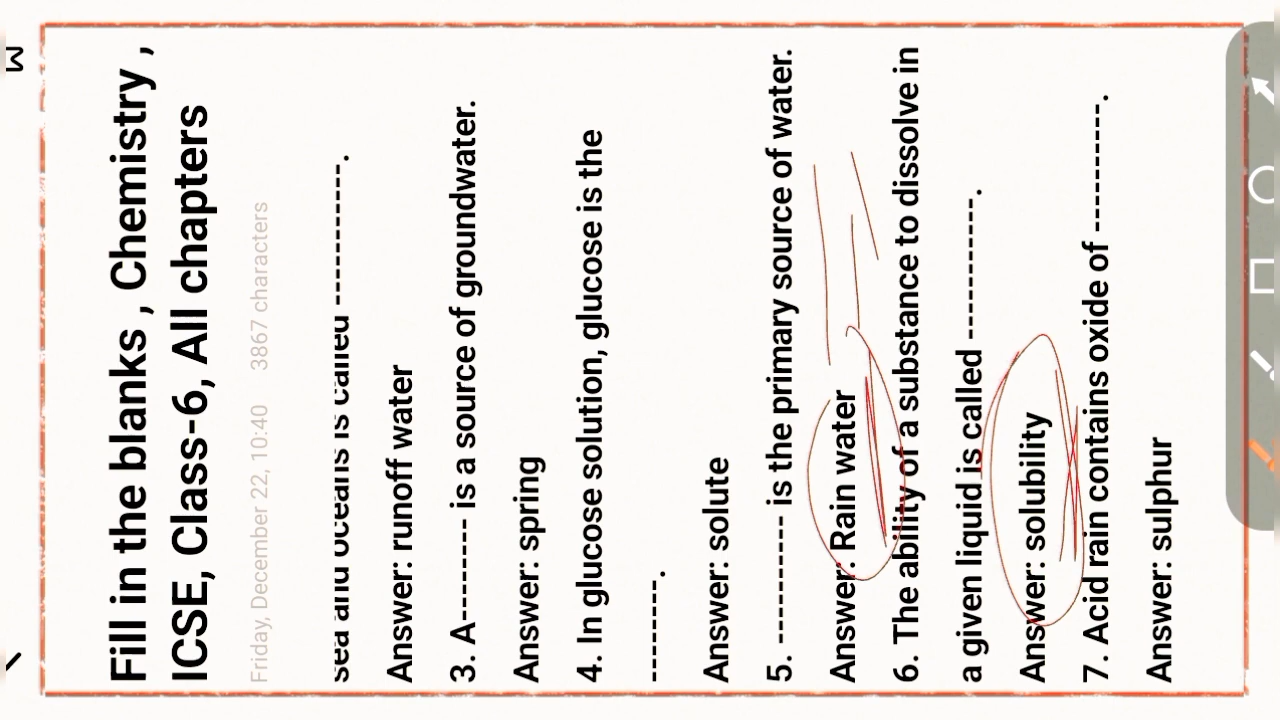 Fill in the blanks , Chemistry ,
ICSE, Class-6, All chapters
Friday, December 22, 10:40 3867 characters
sea and oceans is called ------------.
Answer: runoff water
3. A-------- is a source of groundwater.
Answer: spring
4. In glucose solution, glucose is the
----------.
Answer: solute
5. ---------- is the primary source of water.
Answer: Rain water
6. The ability of a substance to dissolve in
a given liquid is called ------------.
Answer: solubility
7. Acid rain contains oxide of -----------.
Answer: sulphur